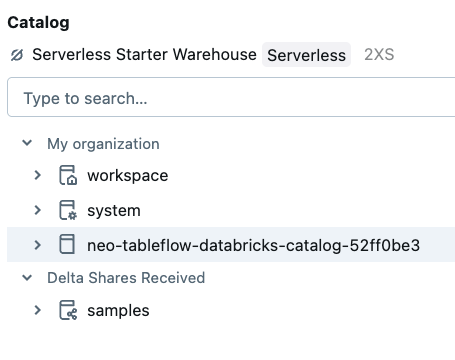 Catalog
Serverless Starter Warehouse Serverless 2XS
Type to search...
My organization
workspace
system
neo-tableflow-databricks-catalog-52ff0be3
Delta Shares Received
samples